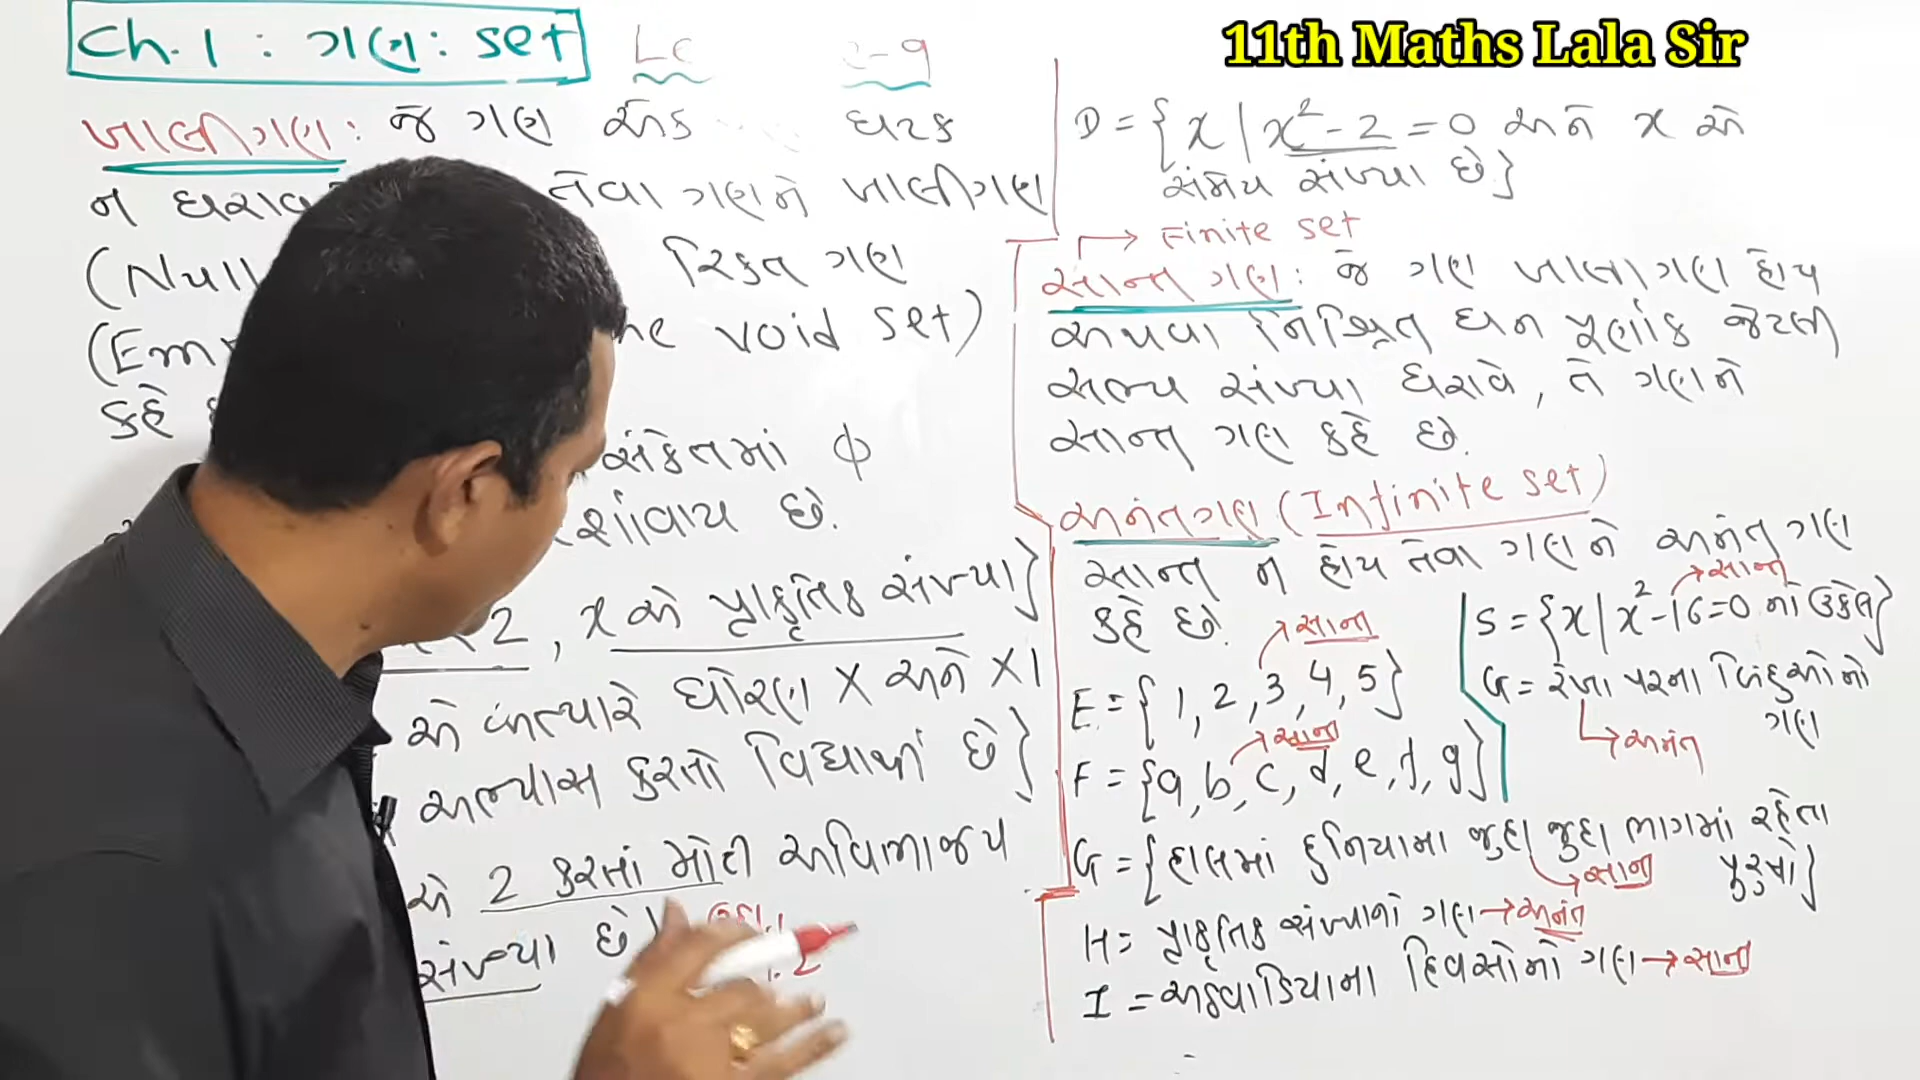 11th Maths Lala Sir
Ch. 1 : ગણ : set
ખાલીગણ : જે ગણ એક ઘટક
ન તેવા ગણને ખાલીગણ
(Null રિક્ત ગણ
void set)
કહે
સંકેતમાં ф
છે.
2, x એ પ્રાકૃતિક સંખ્યા}
એ અત્યારે ધોરણ X અને XI
અભ્યાસ કરતો વિદ્યાર્થી છે}
એ 2 કરતાં મોટી અવિભાજ્ય
સંખ્યા છે}
D = {x | x² - 2 = 0 અને x એ
સંમેય સંખ્યા છે}
→ Finite set
સાન્ત ગણ : જે ગણ ખાલીગણ હોય
અથવા નિશ્ચિત ધન પૂર્ણાંક જેટલી
સભ્ય સંખ્યા ધરાવે, તે ગણને
સાન્ત ગણ કહે છે.
અનંતગણ (Infinite set)
સાન્ત ન હોય તેવા ગણને અનંત ગણ
કહે છે.
→ સાન્ત
E = {1, 2, 3, 4, 5}
→ સાન્ત
F = {a, b, c, d, e, f, g}
→ સાન્ત
S = {x | x² - 16 = 0 નો ઉકેલ}
G = રેખા પરના બિંદુઓનો
ગણ
→ અનંત
G = {હાલમાં દુનિયામા જુદા જુદા ભાગમાં રહેતા
પુરુષો}
→ સાન્ત
H = પ્રાકૃતિક સંખ્યાનો ગણ → અનંત
I = અઠવાડિયાના દિવસોનો ગણ → સાન્ત